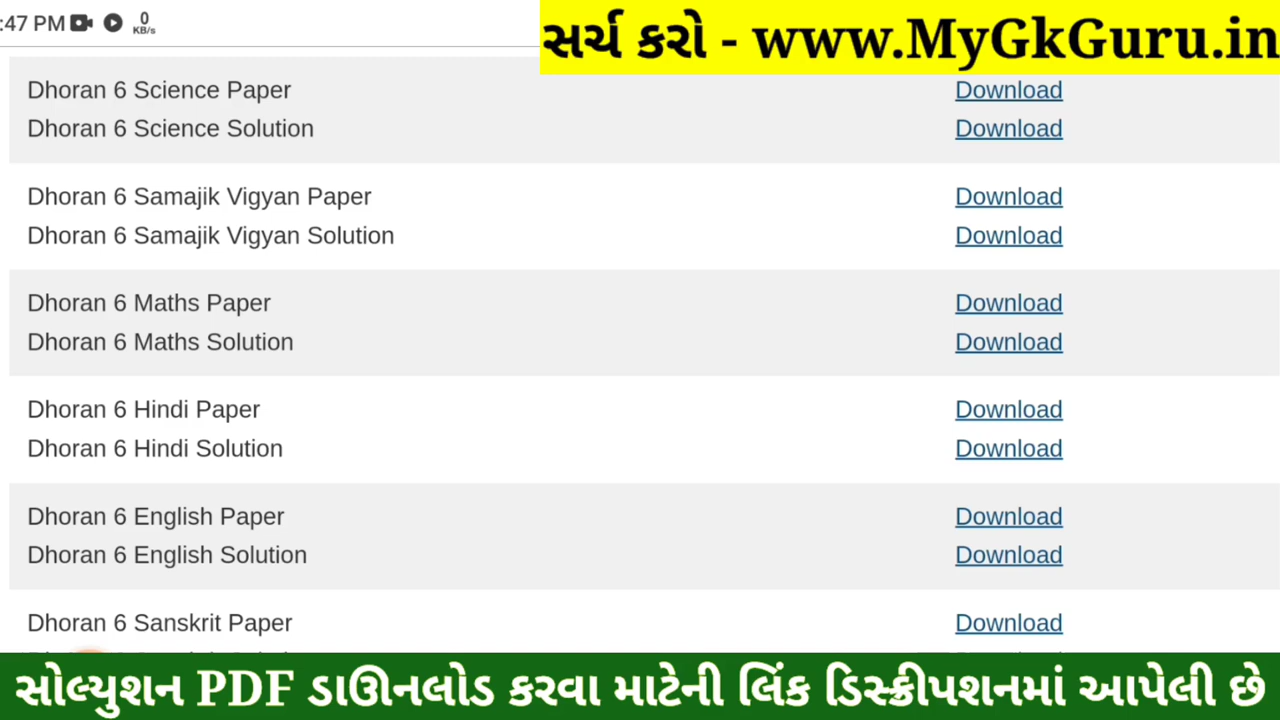 :47 PM 0 KB/s
સર્ચ કરો - www.MyGkGuru.in
Dhoran 6 Science Paper Download
Dhoran 6 Science Solution Download
Dhoran 6 Samajik Vigyan Paper Download
Dhoran 6 Samajik Vigyan Solution Download
Dhoran 6 Maths Paper Download
Dhoran 6 Maths Solution Download
Dhoran 6 Hindi Paper Download
Dhoran 6 Hindi Solution Download
Dhoran 6 English Paper Download
Dhoran 6 English Solution Download
Dhoran 6 Sanskrit Paper Download
સોલ્યુશન PDF ડાઊનલોડ કરવા માટેની લિંક ડિસ્ક્રીપશનમાં આપેલી છે